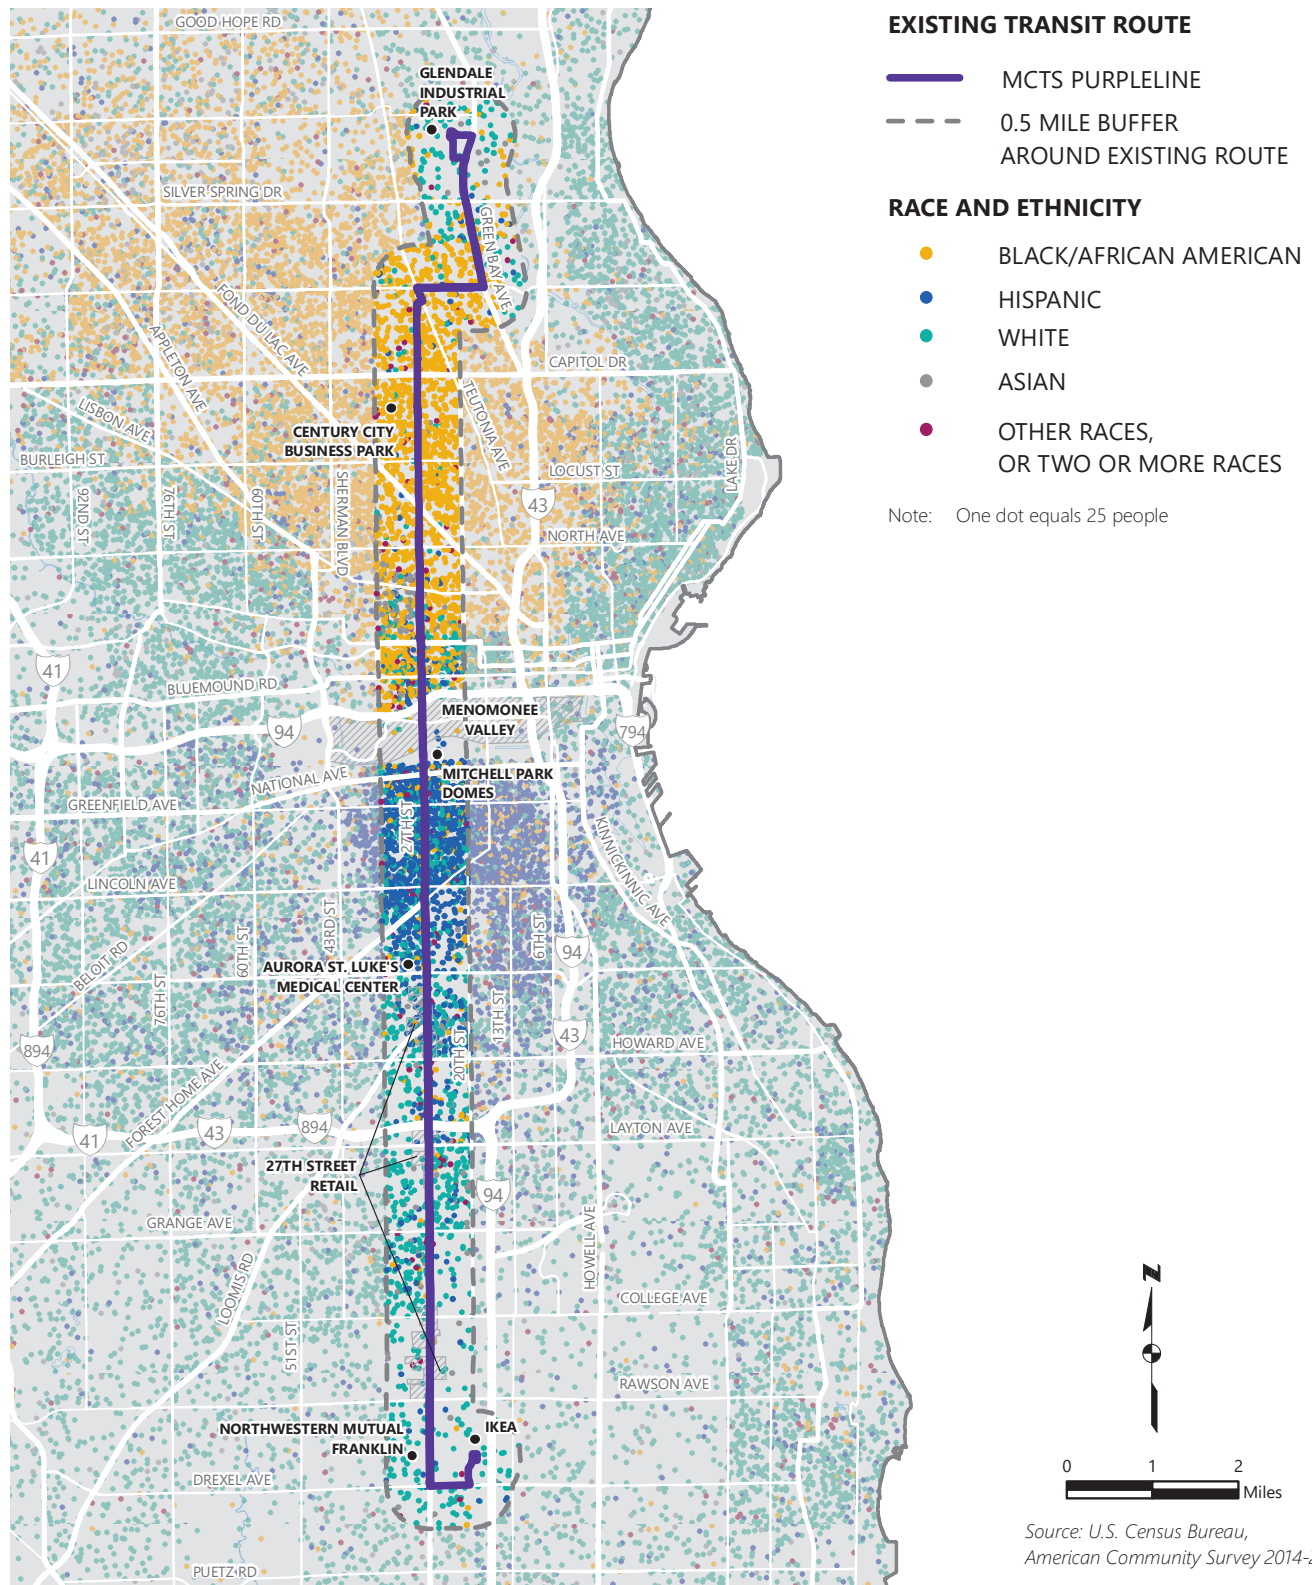 GOOD HOPE RD
GLENDALE
INDUSTRIAL
PARK
SILVER SPRING DR
GREEN BAY AVE
FOND DU LAC AVE
APPLETON AVE
CAPITOL DR
LISBON AVE
TEUTONIA AVE
CENTURY CITY
BUSINESS PARK
BURLEIGH ST
LOCUST ST
LAKE DR
92ND ST
76TH ST
60TH ST
SHERMAN BLVD
43
NORTH AVE
41
BLUEMOUND RD
94
MENOMONEE
VALLEY
794
NATIONAL AVE
MITCHELL PARK
DOMES
GREENFIELD AVE
27TH ST
KINNICKINNIC AVE
41
LINCOLN AVE
43RD ST
6TH ST
60TH ST
BELOIT RD
94
AURORA ST. LUKE'S
MEDICAL CENTER
76TH ST
13TH ST
43
20TH ST
HOWARD AVE
894
FOREST HOME AVE
41
43
894
LAYTON AVE
27TH STREET
RETAIL
94
GRANGE AVE
HOWELL AVE
LOOMIS RD
COLLEGE AVE
51ST ST
RAWSON AVE
NORTHWESTERN MUTUAL
FRANKLIN
IKEA
DREXEL AVE
PUETZ RD
EXISTING TRANSIT ROUTE
MCTS PURPLELINE
0.5 MILE BUFFER
AROUND EXISTING ROUTE
RACE AND ETHNICITY
BLACK/AFRICAN AMERICAN
HISPANIC
WHITE
ASIAN
OTHER RACES,
OR TWO OR MORE RACES
Note: One dot equals 25 people
N
0 1 2
Miles
Source: U.S. Census Bureau,
American Community Survey 2014-